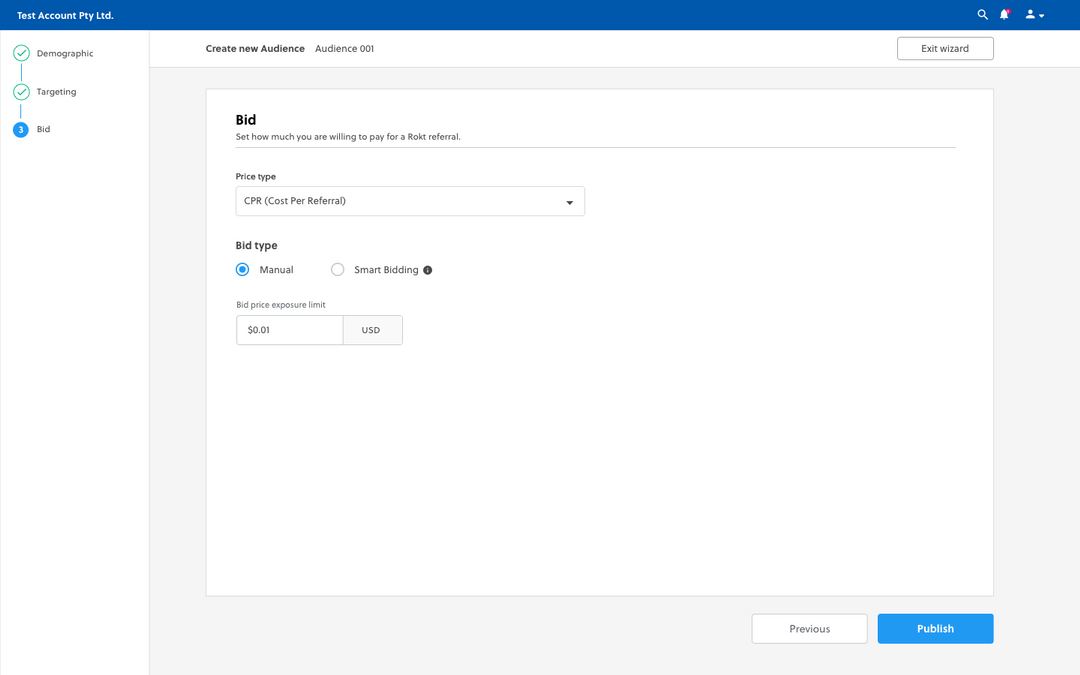 Test Account Pty Ltd.
Demographic
Targeting
3 Bid
Create new Audience Audience 001
Exit wizard
Bid
Set how much you are willing to pay for a Rokt referral.
Price type
CPR (Cost Per Referral)
Bid type
Manual Smart Bidding
Bid price exposure limit
$0.01 USD
Previous Publish